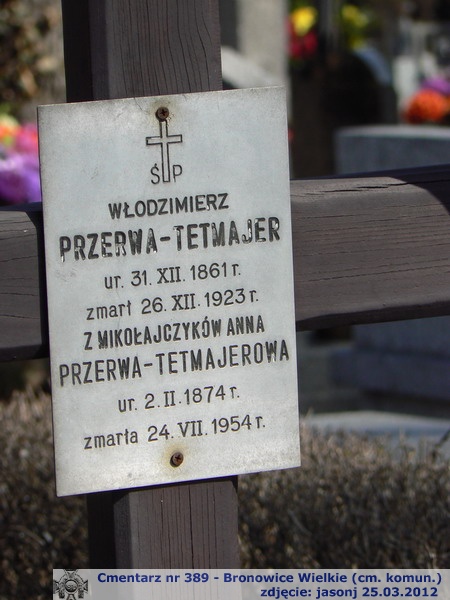 Ś P
WŁODZIMIERZ
PRZERWA-TETMAJER
ur. 31. XII. 1861 r.
zmarł 26. XII. 1923 r.
Z MIKOŁAJCZYKÓW ANNA
PRZERWA-TETMAJEROWA
ur. 2. II. 1874 r.
zmarła 24. VII. 1954 r.
Cmentarz nr 389 - Bronowice Wielkie (cm. komun.)
zdjęcie: jasonj 25.03.2012